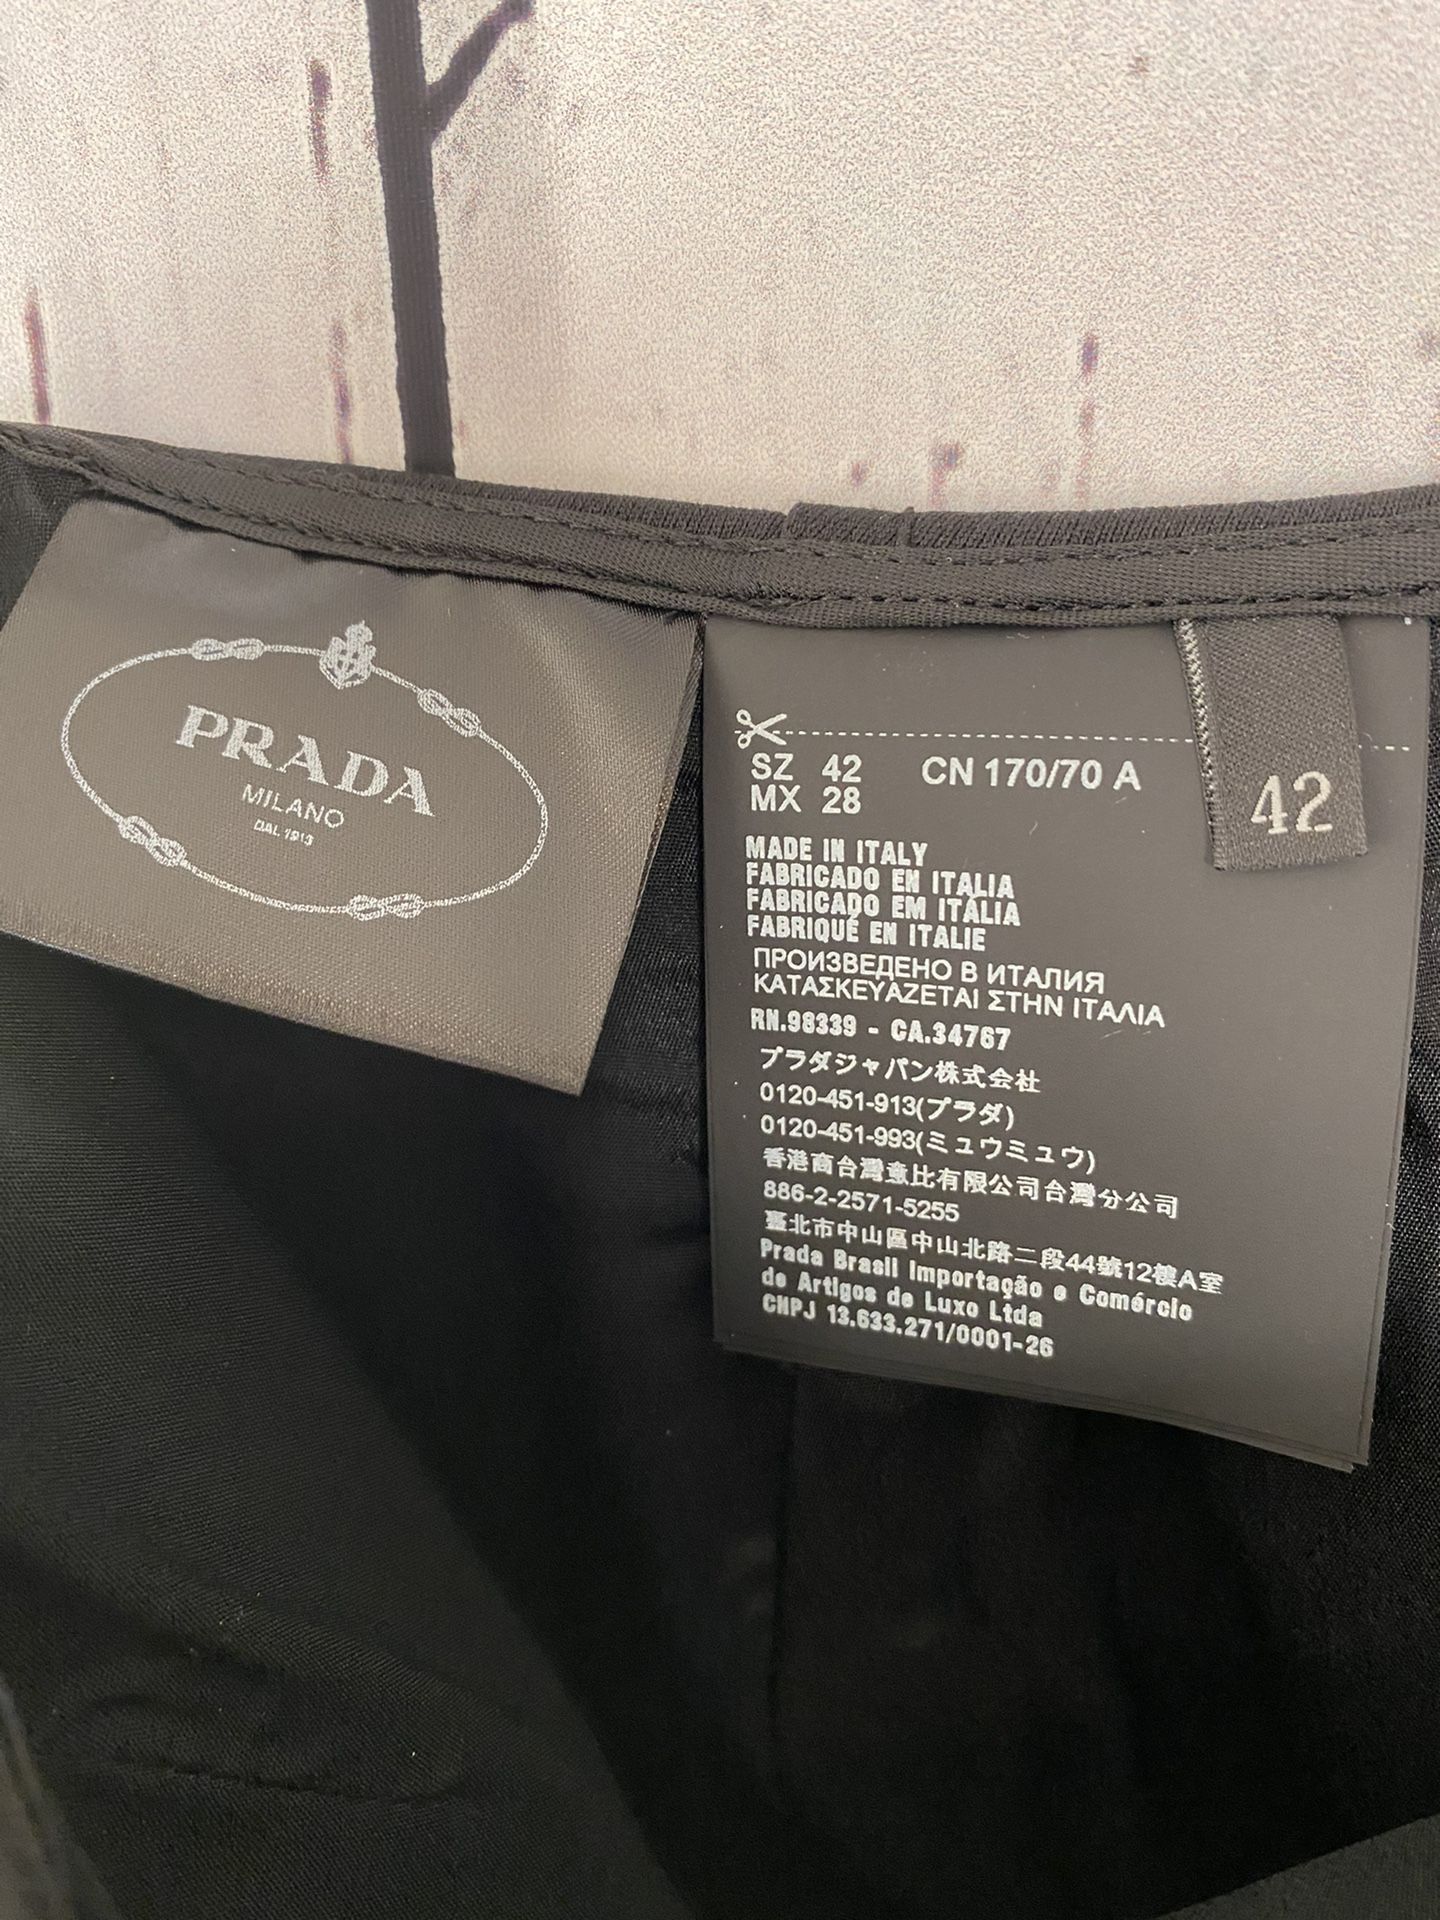 PRADA
MILANO
DAL 1913
SZ 42 CN 170/70 A
MX 28
42
MADE IN ITALY
FABRICADO EN ITALIA
FABRICADO EM ITÁLIA
FABRIQUÉ EN ITALIE
ПРОИЗВЕДЕНО В ИТАЛИЯ
ΚΑΤΑΣΚΕΥΑΖΕΤΑΙ ΣΤΗΝ ΙΤΑΛΙΑ
RN.98339 - CA.34767
プラダジャパン株式会社
0120-451-913(プラダ)
0120-451-993(ミュウミュウ)
香港商台灣意比有限公司台灣分公司
886-2-2571-5255
臺北市中山區中山北路二段44號12樓A室
Prada Brasil Importação e Comércio
de Artigos de Luxo Ltda
CNPJ 13.633.271/0001-26